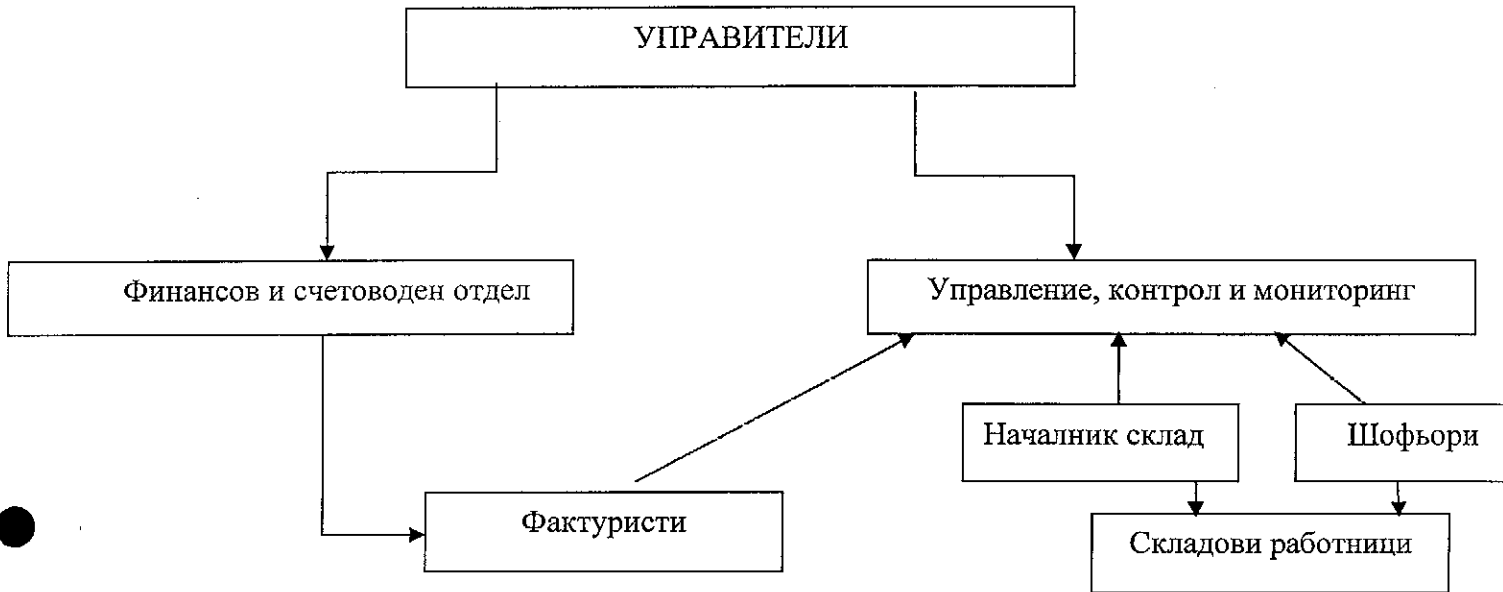 УПРАВИТЕЛИ
Финансов и счетоводен отдел
Управление, контрол и мониторинг
Началник склад
Шофьори
Фактуристи
Складови работници